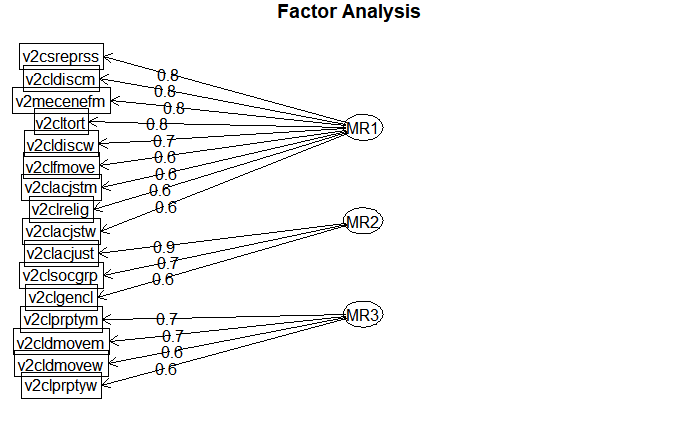 Factor Analysis
v2csreprss
v2cldiscm
v2mecenefm
v2cltort
v2cldiscw
v2clfmove
v2clacjstm
v2clrelig
v2clacjstw
v2clacjust
v2clsocgrp
v2clgencl
v2clprptym
v2cldmovem
v2cldmovew
v2clprptyw
0.8
0.8
0.8
0.8
0.7
0.6
0.6
0.6
0.6
0.9
0.7
0.6
0.7
0.7
0.6
0.6
MR1
MR2
MR3